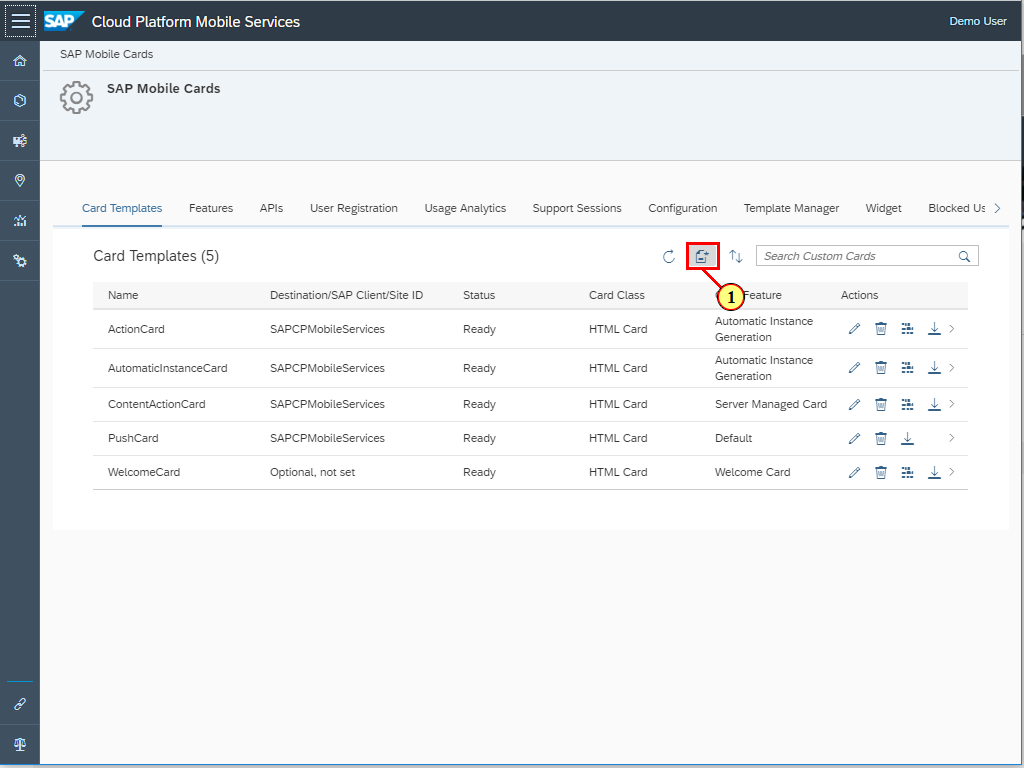 SAP Cloud Platform Mobile Services Demo User
SAP Mobile Cards
SAP Mobile Cards
Card Templates Features APIs User Registration Usage Analytics Support Sessions Configuration Template Manager Widget Blocked Us
Card Templates (5) Search Custom Cards
1
Name Destination/SAP Client/Site ID Status Card Class Feature Actions
ActionCard SAPCPMobileServices Ready HTML Card Automatic Instance
Generation
AutomaticInstanceCard SAPCPMobileServices Ready HTML Card Automatic Instance
Generation
ContentActionCard SAPCPMobileServices Ready HTML Card Server Managed Card
PushCard SAPCPMobileServices Ready HTML Card Default
WelcomeCard Optional, not set Ready HTML Card Welcome Card